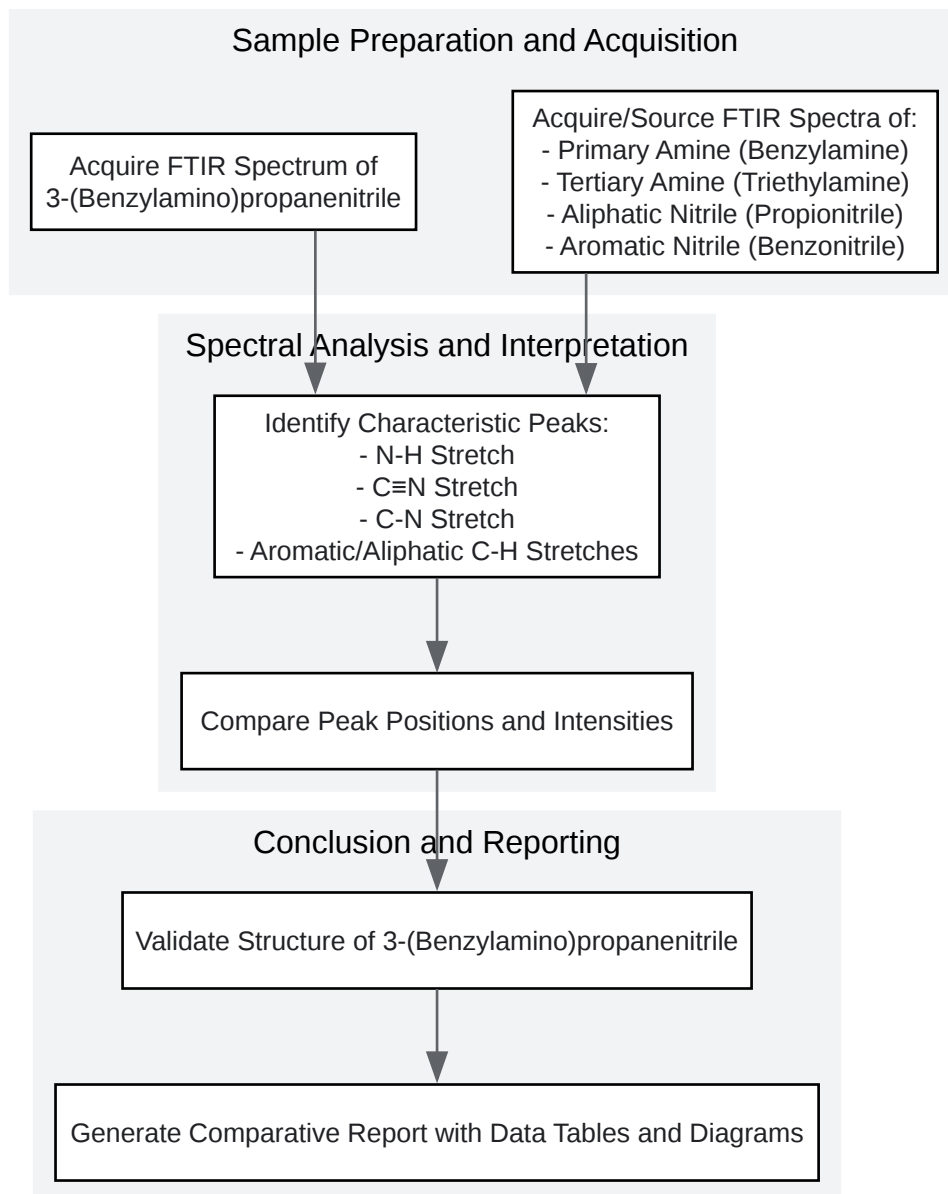 Sample Preparation and Acquisition
Acquire FTIR Spectrum of
3-(Benzylamino)propanenitrile
Acquire/Source FTIR Spectra of:
- Primary Amine (Benzylamine)
- Tertiary Amine (Triethylamine)
- Aliphatic Nitrile (Propionitrile)
- Aromatic Nitrile (Benzonitrile)
Spectral Analysis and Interpretation
Identify Characteristic Peaks:
- N-H Stretch
- C≡N Stretch
- C-N Stretch
- Aromatic/Aliphatic C-H Stretches
Compare Peak Positions and Intensities
Conclusion and Reporting
Validate Structure of 3-(Benzylamino)propanenitrile
Generate Comparative Report with Data Tables and Diagrams